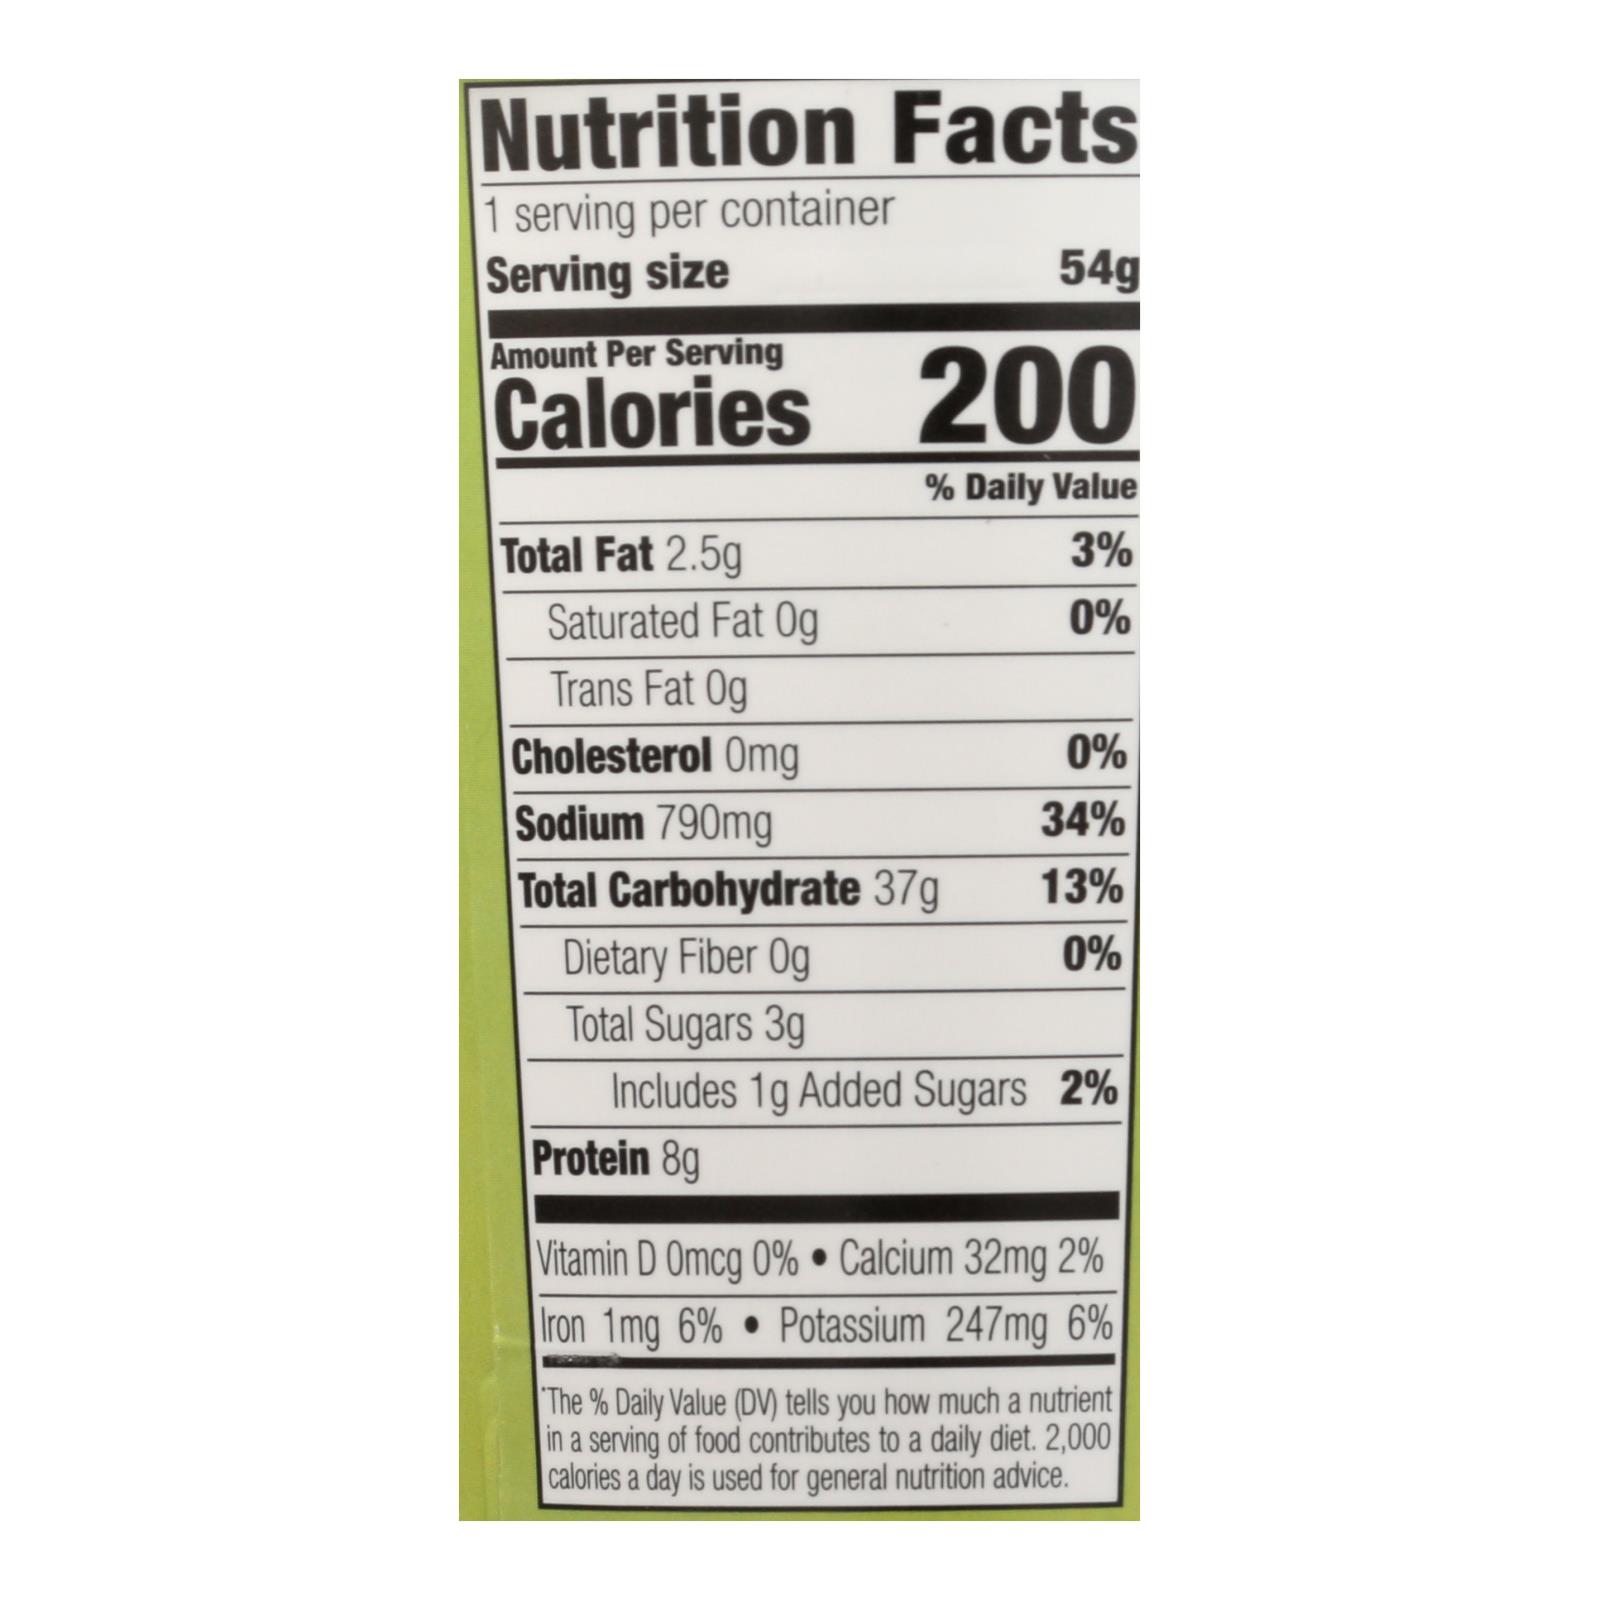 Nutrition Facts
1 serving per container
Serving size 54g
Amount Per Serving
Calories 200
% Daily Value
Total Fat 2.5g 3%
Saturated Fat 0g 0%
Trans Fat 0g
Cholesterol 0mg 0%
Sodium 790mg 34%
Total Carbohydrate 37g 13%
Dietary Fiber 0g 0%
Total Sugars 3g
Includes 1g Added Sugars 2%
Protein 8g
Vitamin D 0mcg 0% • Calcium 32mg 2%
Iron 1mg 6% • Potassium 247mg 6%
*The % Daily Value (DV) tells you how much a nutrient
in a serving of food contributes to a daily diet. 2,000
calories a day is used for general nutrition advice.